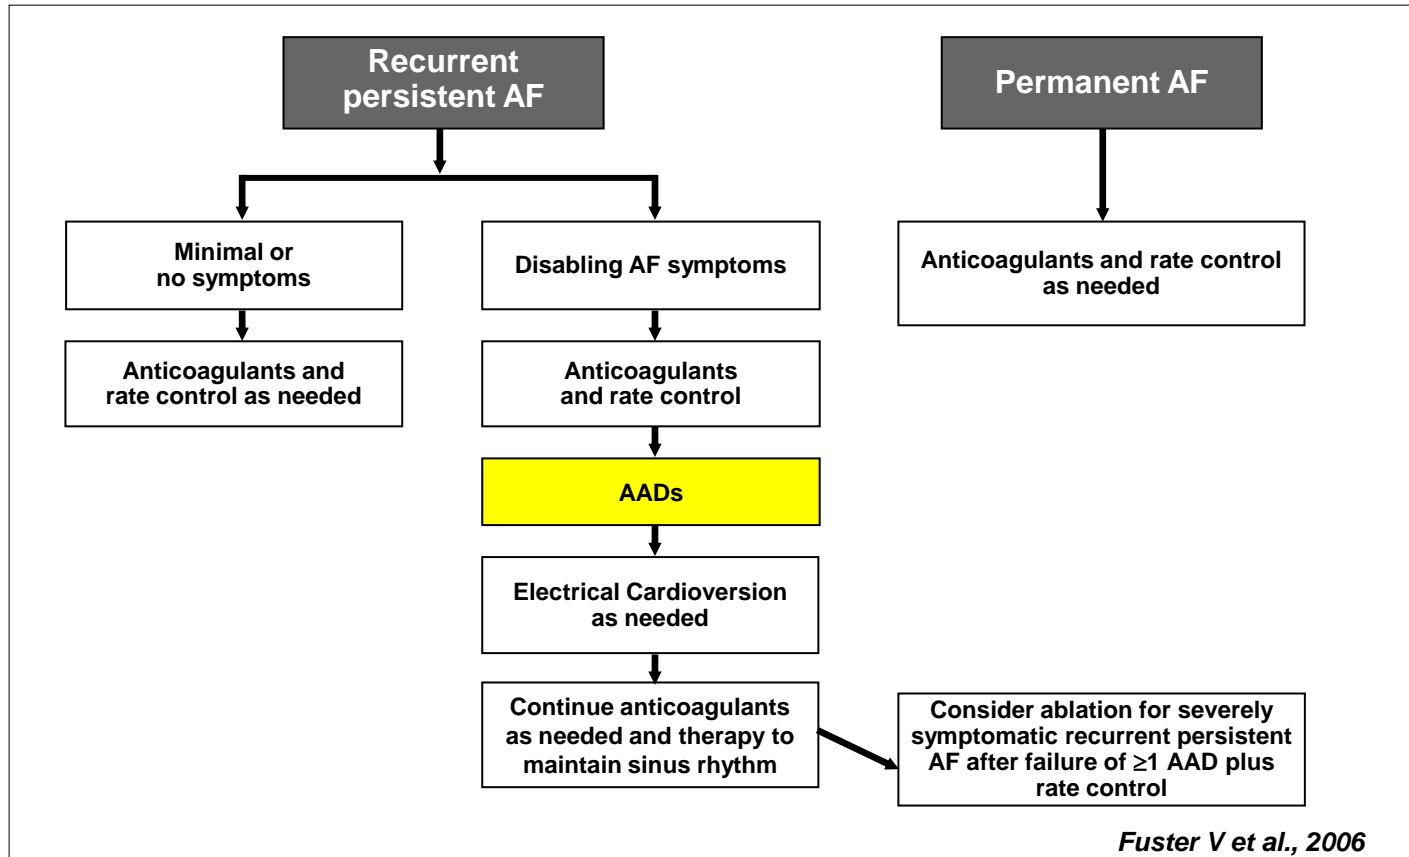 Recurrent
persistent AF
Permanent AF
Minimal or
no symptoms
Disabling AF symptoms
Anticoagulants and rate control
as needed
Anticoagulants and
rate control as needed
Anticoagulants
and rate control
AADs
Electrical Cardioversion
as needed
Continue anticoagulants
as needed and therapy to
maintain sinus rhythm
Consider ablation for severely
symptomatic recurrent persistent
AF after failure of ≥1 AAD plus
rate control
Fuster V et al., 2006